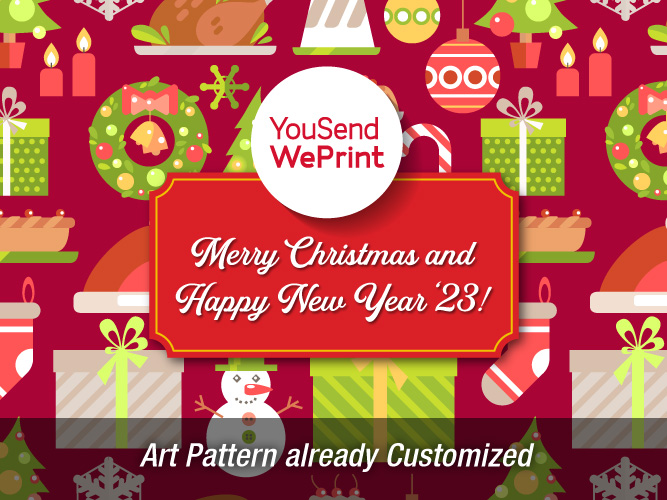 YouSend
WePrint
Merry Christmas and
Happy New Year '23!
Art Pattern already Customized